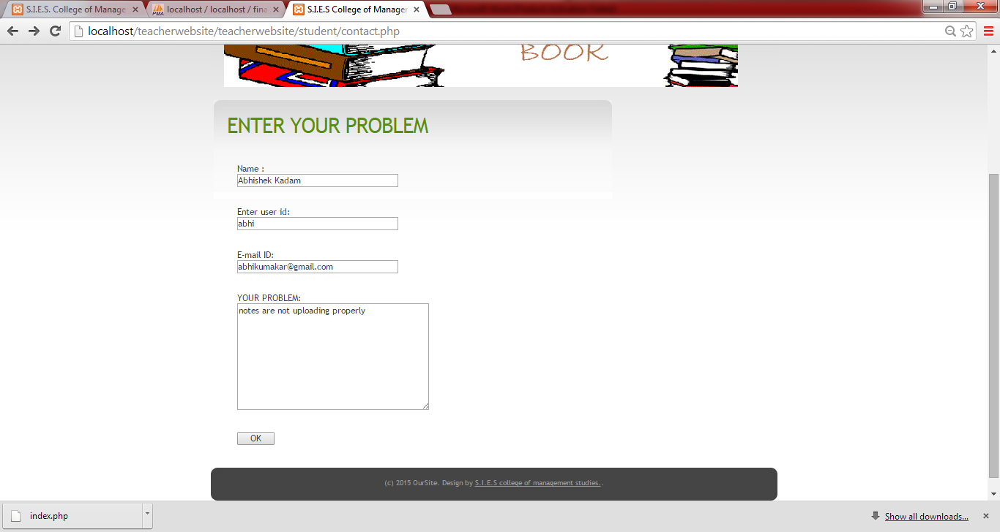 S.I.E.S. College of Manage
localhost / localhost / fina
S.I.E.S College of Manager
localhost/teacherwebsite/teacherwebsite/student/contact.php
BOOK
ENTER YOUR PROBLEM
Name :
Abhishek Kadam
Enter user id:
abhi
E-mail ID:
abhikumakar@gmail.com
YOUR PROBLEM:
notes are not uploading properly
OK
(c) 2015 OurSite. Design by S.I.E.S college of management studies. .
index.php
Show all downloads...